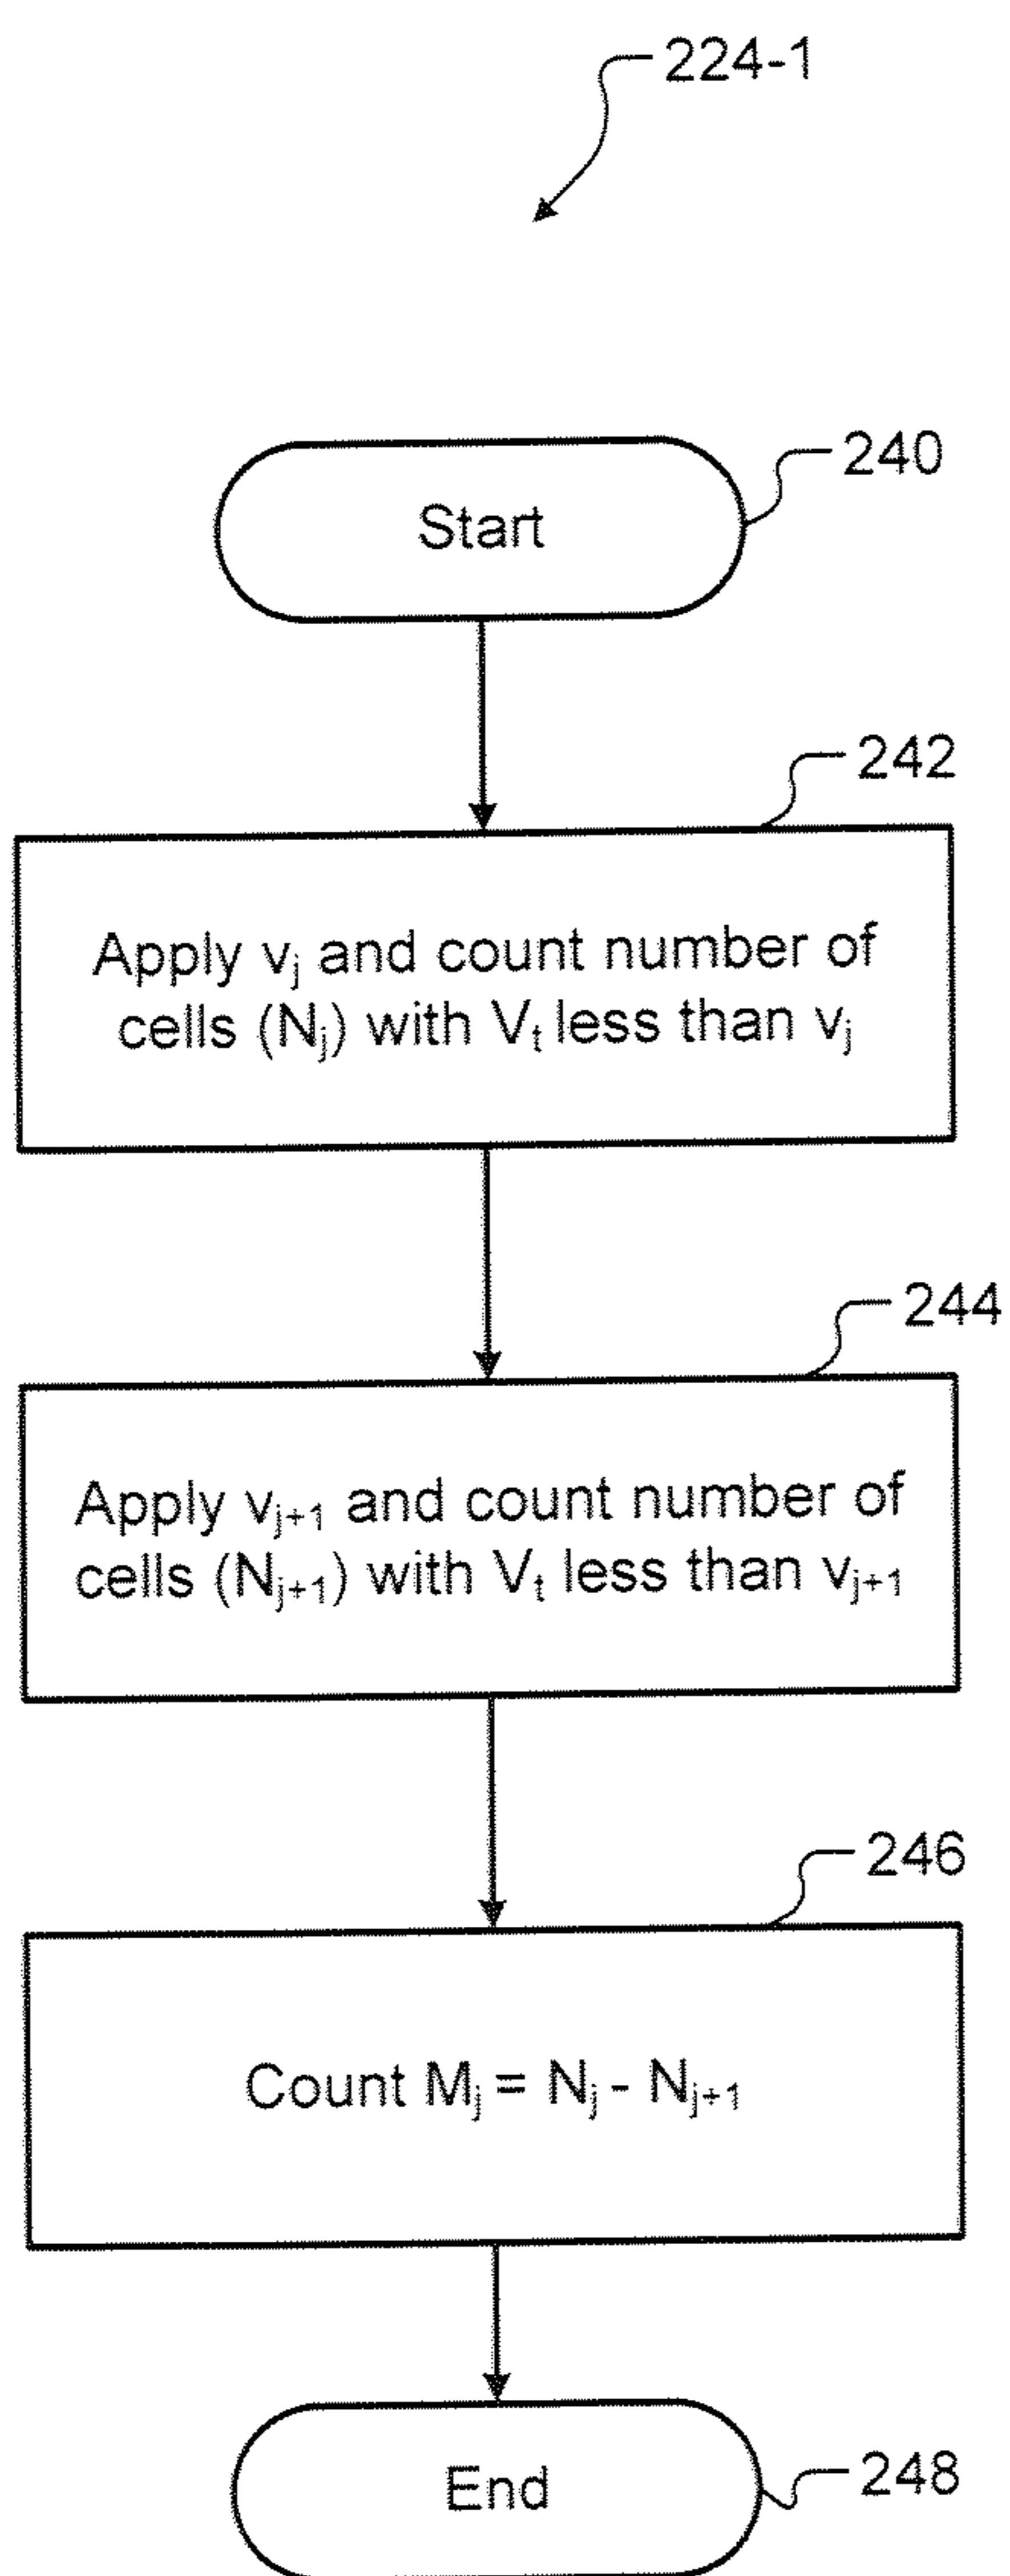 224-1
240
Start
242
Apply vⱼ and count number of
cells (Nⱼ) with Vₜ less than vⱼ
244
Apply vⱼ₊₁ and count number of
cells (Nⱼ₊₁) with Vₜ less than vⱼ₊₁
246
Count Mⱼ = Nⱼ - Nⱼ₊₁
End
248